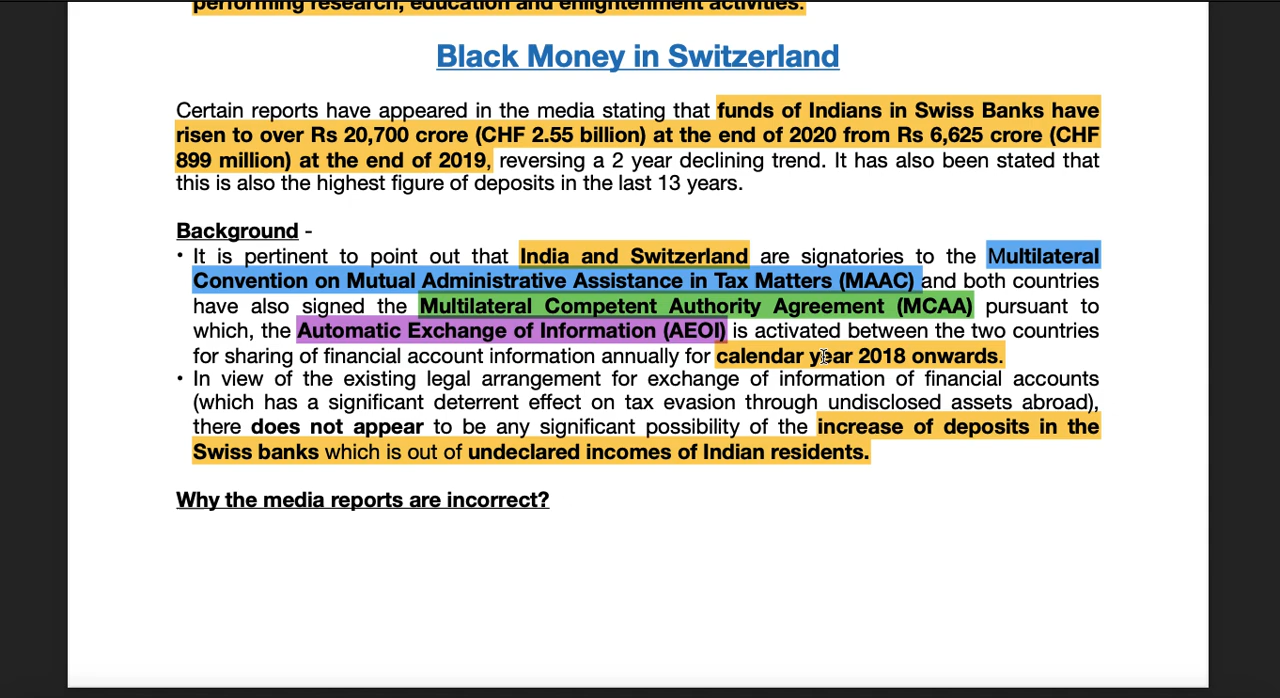 performing research, education and enlightenment activities.
Black Money in Switzerland
Certain reports have appeared in the media stating that funds of Indians in Swiss Banks have
risen to over Rs 20,700 crore (CHF 2.55 billion) at the end of 2020 from Rs 6,625 crore (CHF
899 million) at the end of 2019, reversing a 2 year declining trend. It has also been stated that
this is also the highest figure of deposits in the last 13 years.
Background -
• It is pertinent to point out that India and Switzerland are signatories to the Multilateral
Convention on Mutual Administrative Assistance in Tax Matters (MAAC) and both countries
have also signed the Multilateral Competent Authority Agreement (MCAA) pursuant to
which, the Automatic Exchange of Information (AEOI) is activated between the two countries
for sharing of financial account information annually for calendar year 2018 onwards.
• In view of the existing legal arrangement for exchange of information of financial accounts
(which has a significant deterrent effect on tax evasion through undisclosed assets abroad),
there does not appear to be any significant possibility of the increase of deposits in the
Swiss banks which is out of undeclared incomes of Indian residents.
Why the media reports are incorrect?